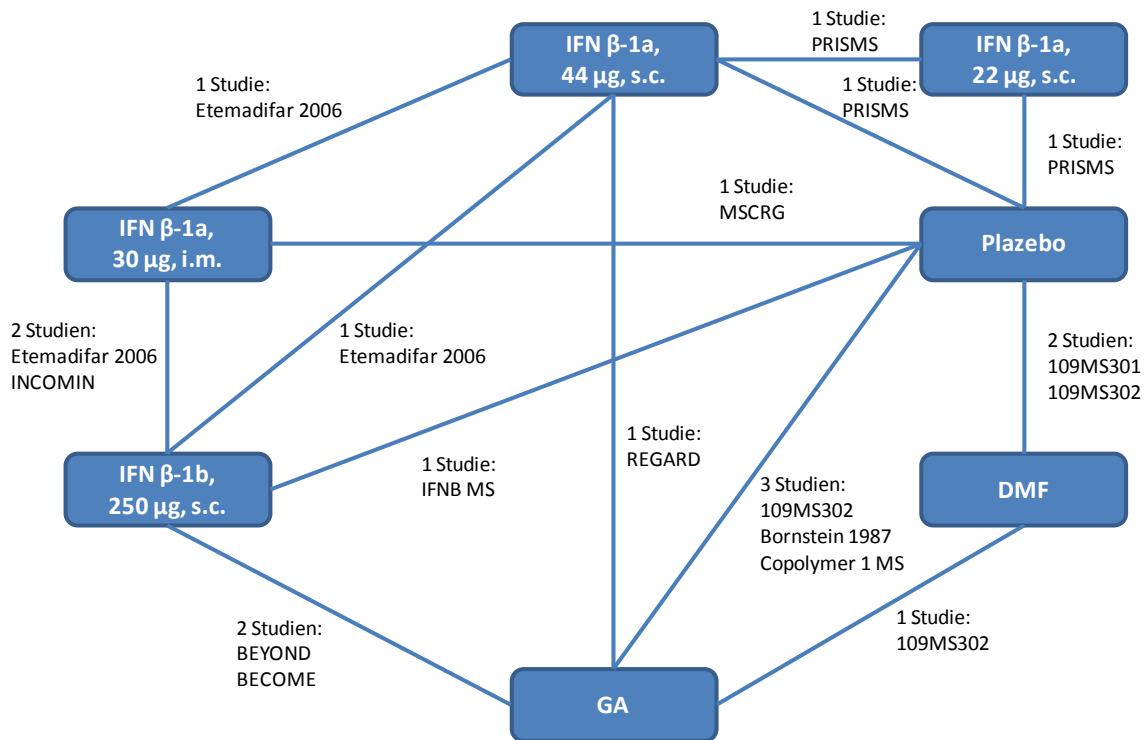 1 Studie:
PRISMS
IFN β-1a,
44 µg, s.c.
IFN β-1a,
22 µg, s.c.
1 Studie:
Etemadifar 2006
1 Studie:
PRISMS
1 Studie:
PRISMS
1 Studie:
MSCRG
IFN β-1a,
30 µg, i.m.
Plazebo
2 Studien:
Etemadifar 2006
INCOMIN
1 Studie:
Etemadifar 2006
2 Studien:
109MS301
109MS302
IFN β-1b,
250 µg, s.c.
1 Studie:
IFNB MS
1 Studie:
REGARD
DMF
3 Studien:
109MS302
Bornstein 1987
Copolymer 1 MS
2 Studien:
BEYOND
BECOME
1 Studie:
109MS302
GA